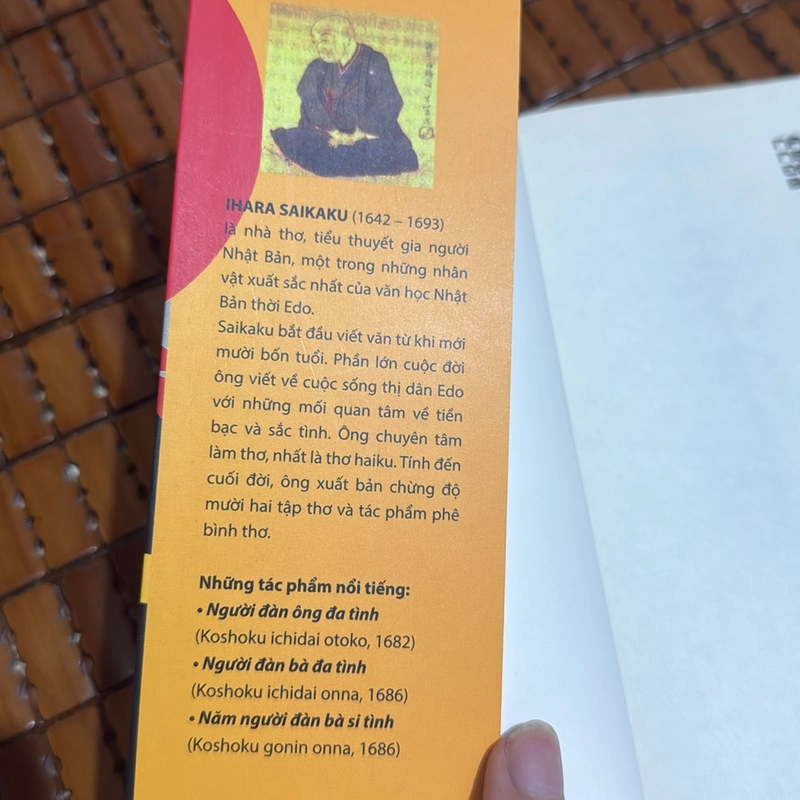 IHARA SAIKAKU (1642 – 1693)
là nhà thơ, tiểu thuyết gia người
Nhật Bản, một trong những nhân
vật xuất sắc nhất của văn học Nhật
Bản thời Edo.
Saikaku bắt đầu viết văn từ khi mới
mười bốn tuổi. Phần lớn cuộc đời
ông viết về cuộc sống thị dân Edo
với những mối quan tâm về tiền
bạc và sắc tình. Ông chuyên tâm
làm thơ, nhất là thơ haiku. Tính đến
cuối đời, ông xuất bản chừng độ
mười hai tập thơ và tác phẩm phê
bình thơ.
Những tác phẩm nổi tiếng:
• Người đàn ông đa tình
(Koshoku ichidai otoko, 1682)
• Người đàn bà đa tình
(Koshoku ichidai onna, 1686)
• Năm người đàn bà si tình
(Koshoku gonin onna, 1686)